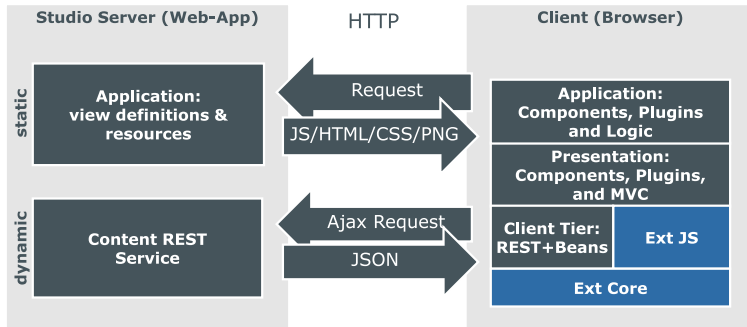 Studio Server (Web-App)
HTTP
Client (Browser)
static
Application:
view definitions &
resources
Request
JS/HTML/CSS/PNG
Application:
Components, Plugins
and Logic
Presentation:
Components, Plugins,
and MVC
dynamic
Content REST
Service
Ajax Request
JSON
Client Tier:
REST+Beans
Ext JS
Ext Core